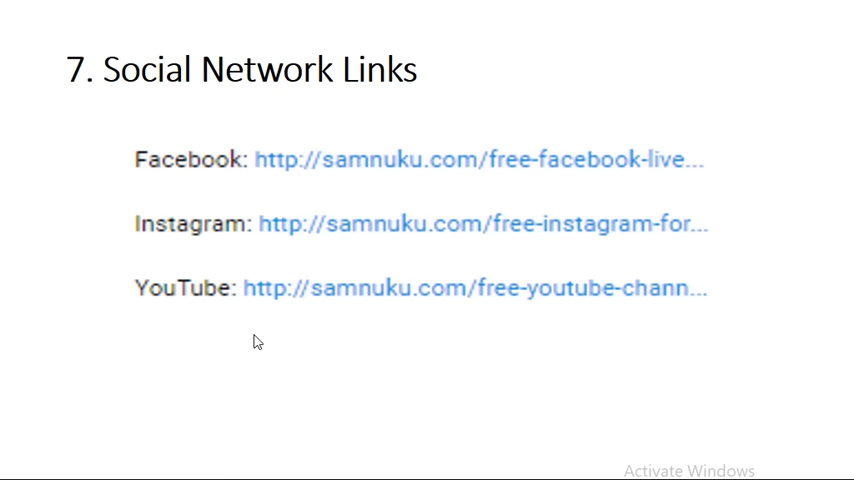 7. Social Network Links
Facebook: http://samnuku.com/free-facebook-live...
Instagram: http://samnuku.com/free-instagram-for...
YouTube: http://samnuku.com/free-youtube-chann...
Activate Windows